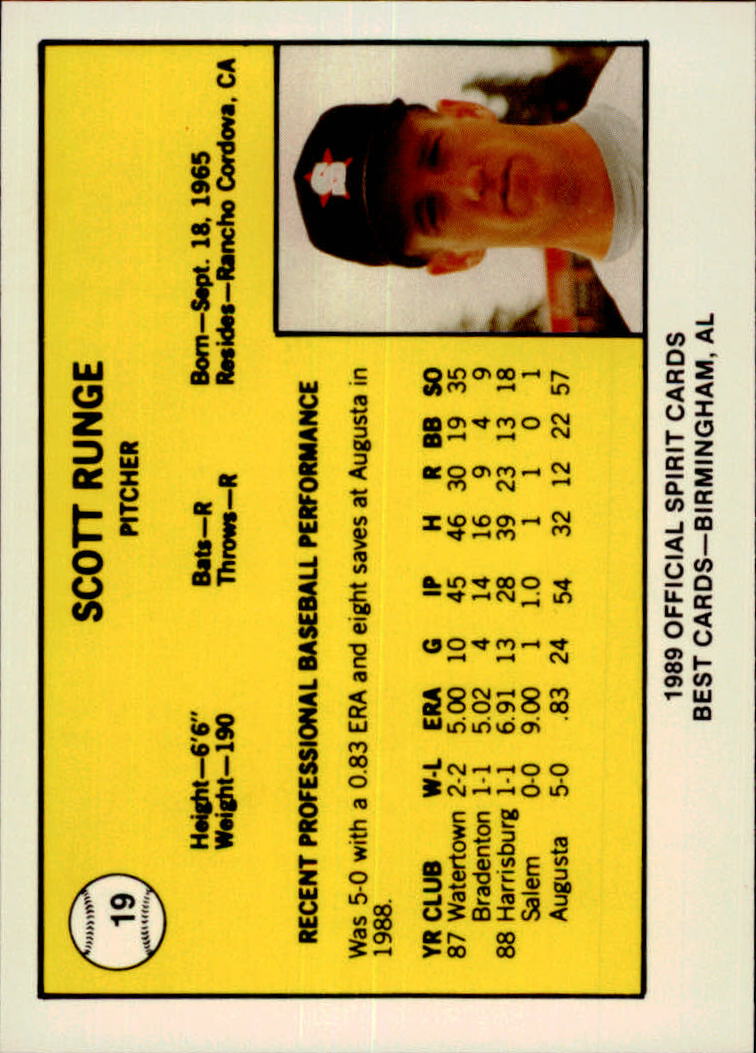 19
SCOTT RUNGE
PITCHER
Height—6'6" Bats—R Born—Sept. 18, 1965
Weight—190 Throws—R Resides—Rancho Cordova, CA
RECENT PROFESSIONAL BASEBALL PERFORMANCE
Was 5-0 with a 0.83 ERA and eight saves at Augusta in
1988.
YR CLUB W-L ERA G IP H R BB SO
87 Watertown 2-2 5.00 10 45 46 30 19 35
Bradenton 1-1 5.02 4 14 16 9 4 9
88 Harrisburg 1-1 6.91 13 28 39 23 13 18
Salem 0-0 9.00 1 1.0 1 1 0 1
Augusta 5-0 .83 24 54 32 12 22 57
S
1989 OFFICIAL SPIRIT CARDS
BEST CARDS—BIRMINGHAM, AL